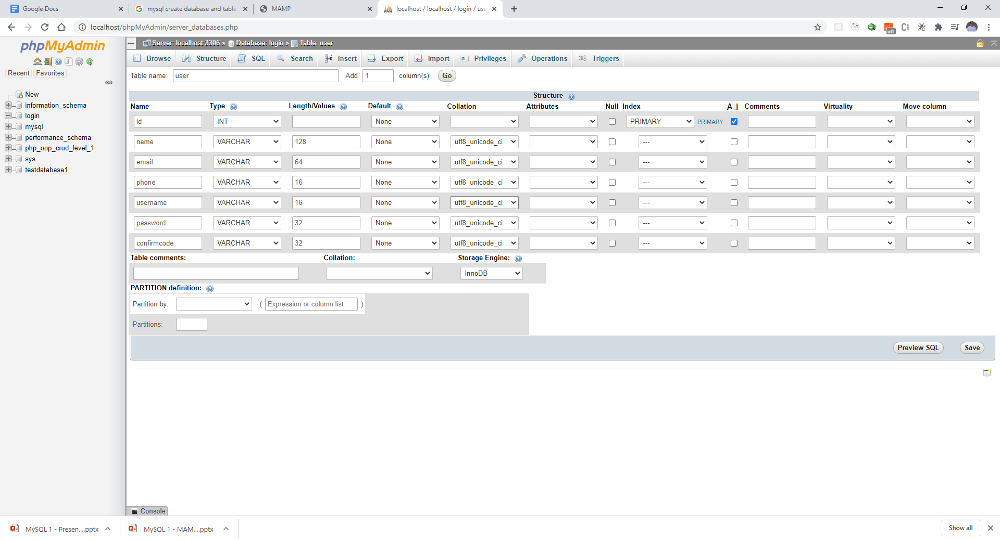 Google Docs
mysql create database and table
MAMP
localhost / localhost / login / use
localhost/phpMyAdmin/server_databases.php
off
phpMyAdmin
Recent Favorites
New
information_schema
login
mysql
performance_schema
php_oop_crud_level_1
sys
testdatabase1
Server: localhost:3306 » Database: login » Table: user
Browse Structure SQL Search Insert Export Import Privileges Operations Triggers
Table name: user Add 1 column(s) Go
Structure
Name Type Length/Values Default Collation Attributes Null Index A_I Comments Virtuality Move column
id INT None PRIMARY PRIMARY
name VARCHAR 128 None utf8_unicode_ci ---
email VARCHAR 64 None utf8_unicode_ci ---
phone VARCHAR 16 None utf8_unicode_ci ---
username VARCHAR 16 None utf8_unicode_ci ---
password VARCHAR 32 None utf8_unicode_ci ---
confirmcode VARCHAR 32 None utf8_unicode_ci ---
Table comments: Collation: Storage Engine:
InnoDB
PARTITION definition:
Partition by: ( Expression or column list )
Partitions:
Preview SQL Save
Console
MySQL 1 - Presen....pptx MySQL 1 - MAM....pptx Show all